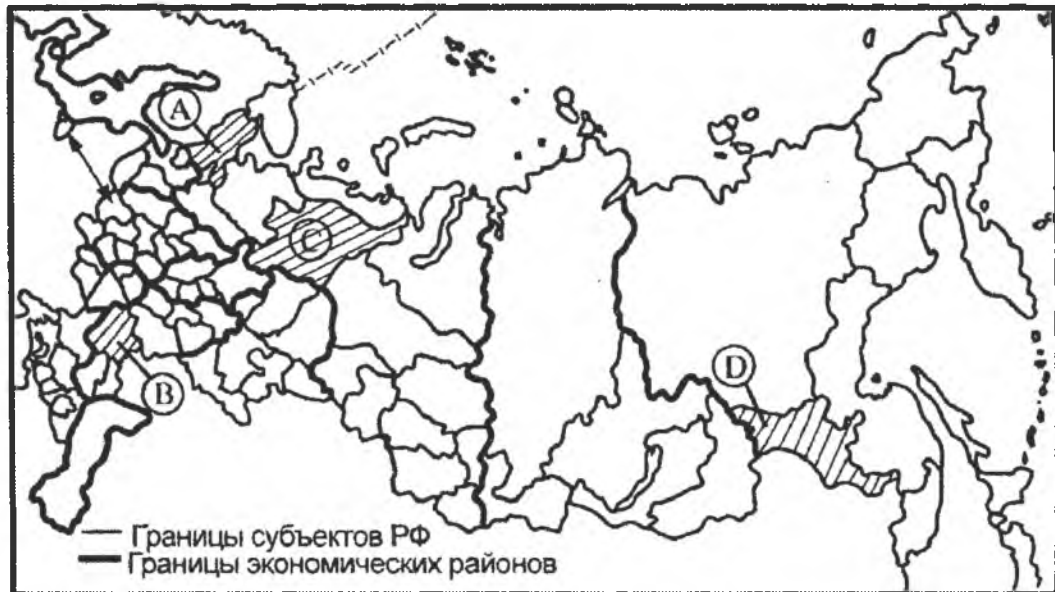 A
C
D
B
Границы субъектов РФ
Границы экономических районов